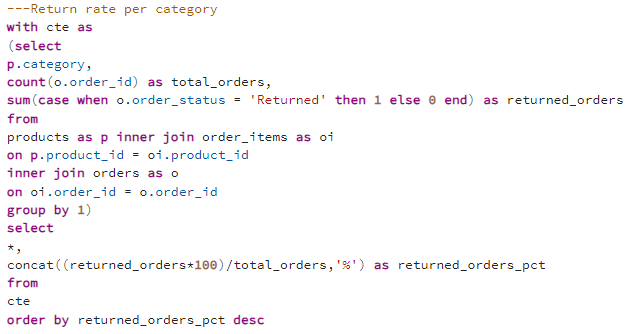 ---Return rate per category
with cte as
(select
p.category,
count(o.order_id) as total_orders,
sum(case when o.order_status = 'Returned' then 1 else 0 end) as returned_orders
from
products as p inner join order_items as oi
on p.product_id = oi.product_id
inner join orders as o
on oi.order_id = o.order_id
group by 1)
select
*,
concat((returned_orders*100)/total_orders,'%') as returned_orders_pct
from
cte
order by returned_orders_pct desc